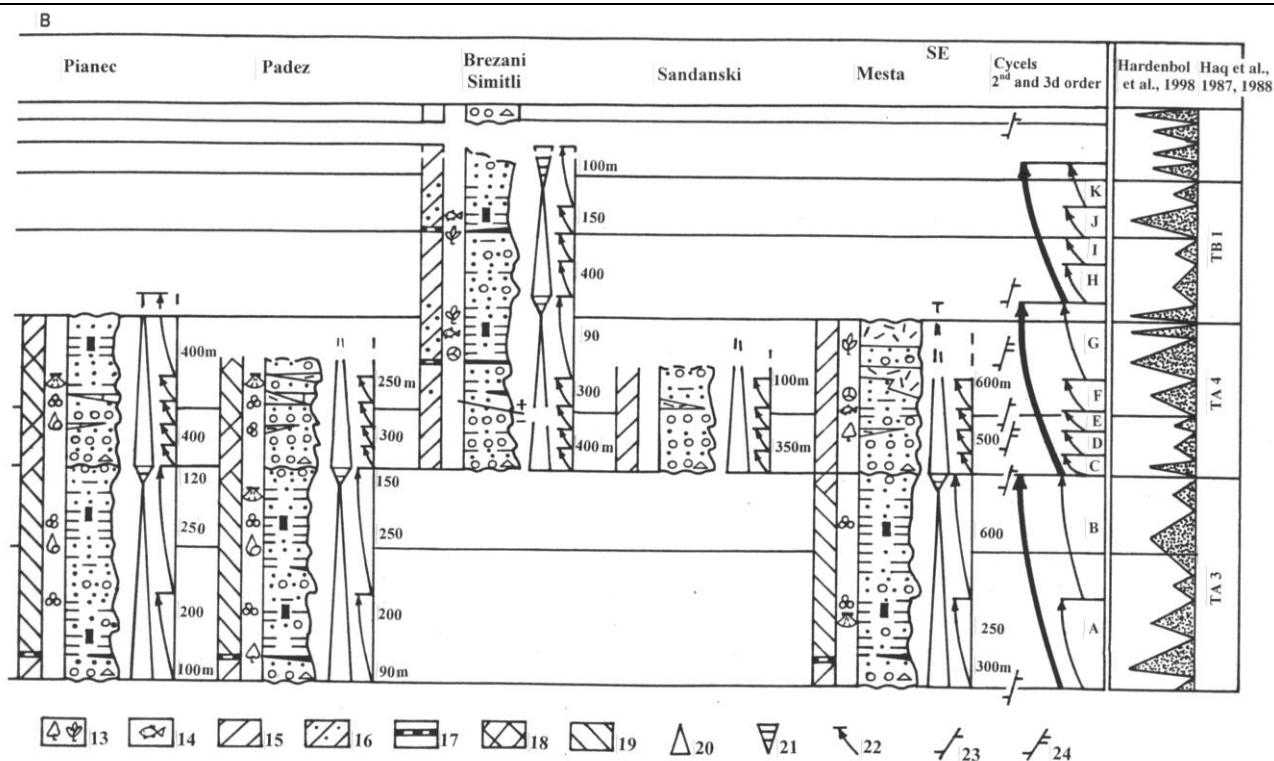 B
Pianec
Padez
Brezani
Simitli
Sandanski
Mesta
SE
Cycels
2nd and 3d order
Hardenbol
et al., 1998
Haq et al.,
1987, 1988
400m
400
120
250
200
100m
250 m
300
150
250
200
90m
100m
150
400
90
300
400 m
100m
350m
600m
500
600
250
300m
K
J
I
H
G
F
E
D
C
B
A
TB 1
TA 4
TA 3
13
14
15
16
17
18
19
20
21
22
23
24